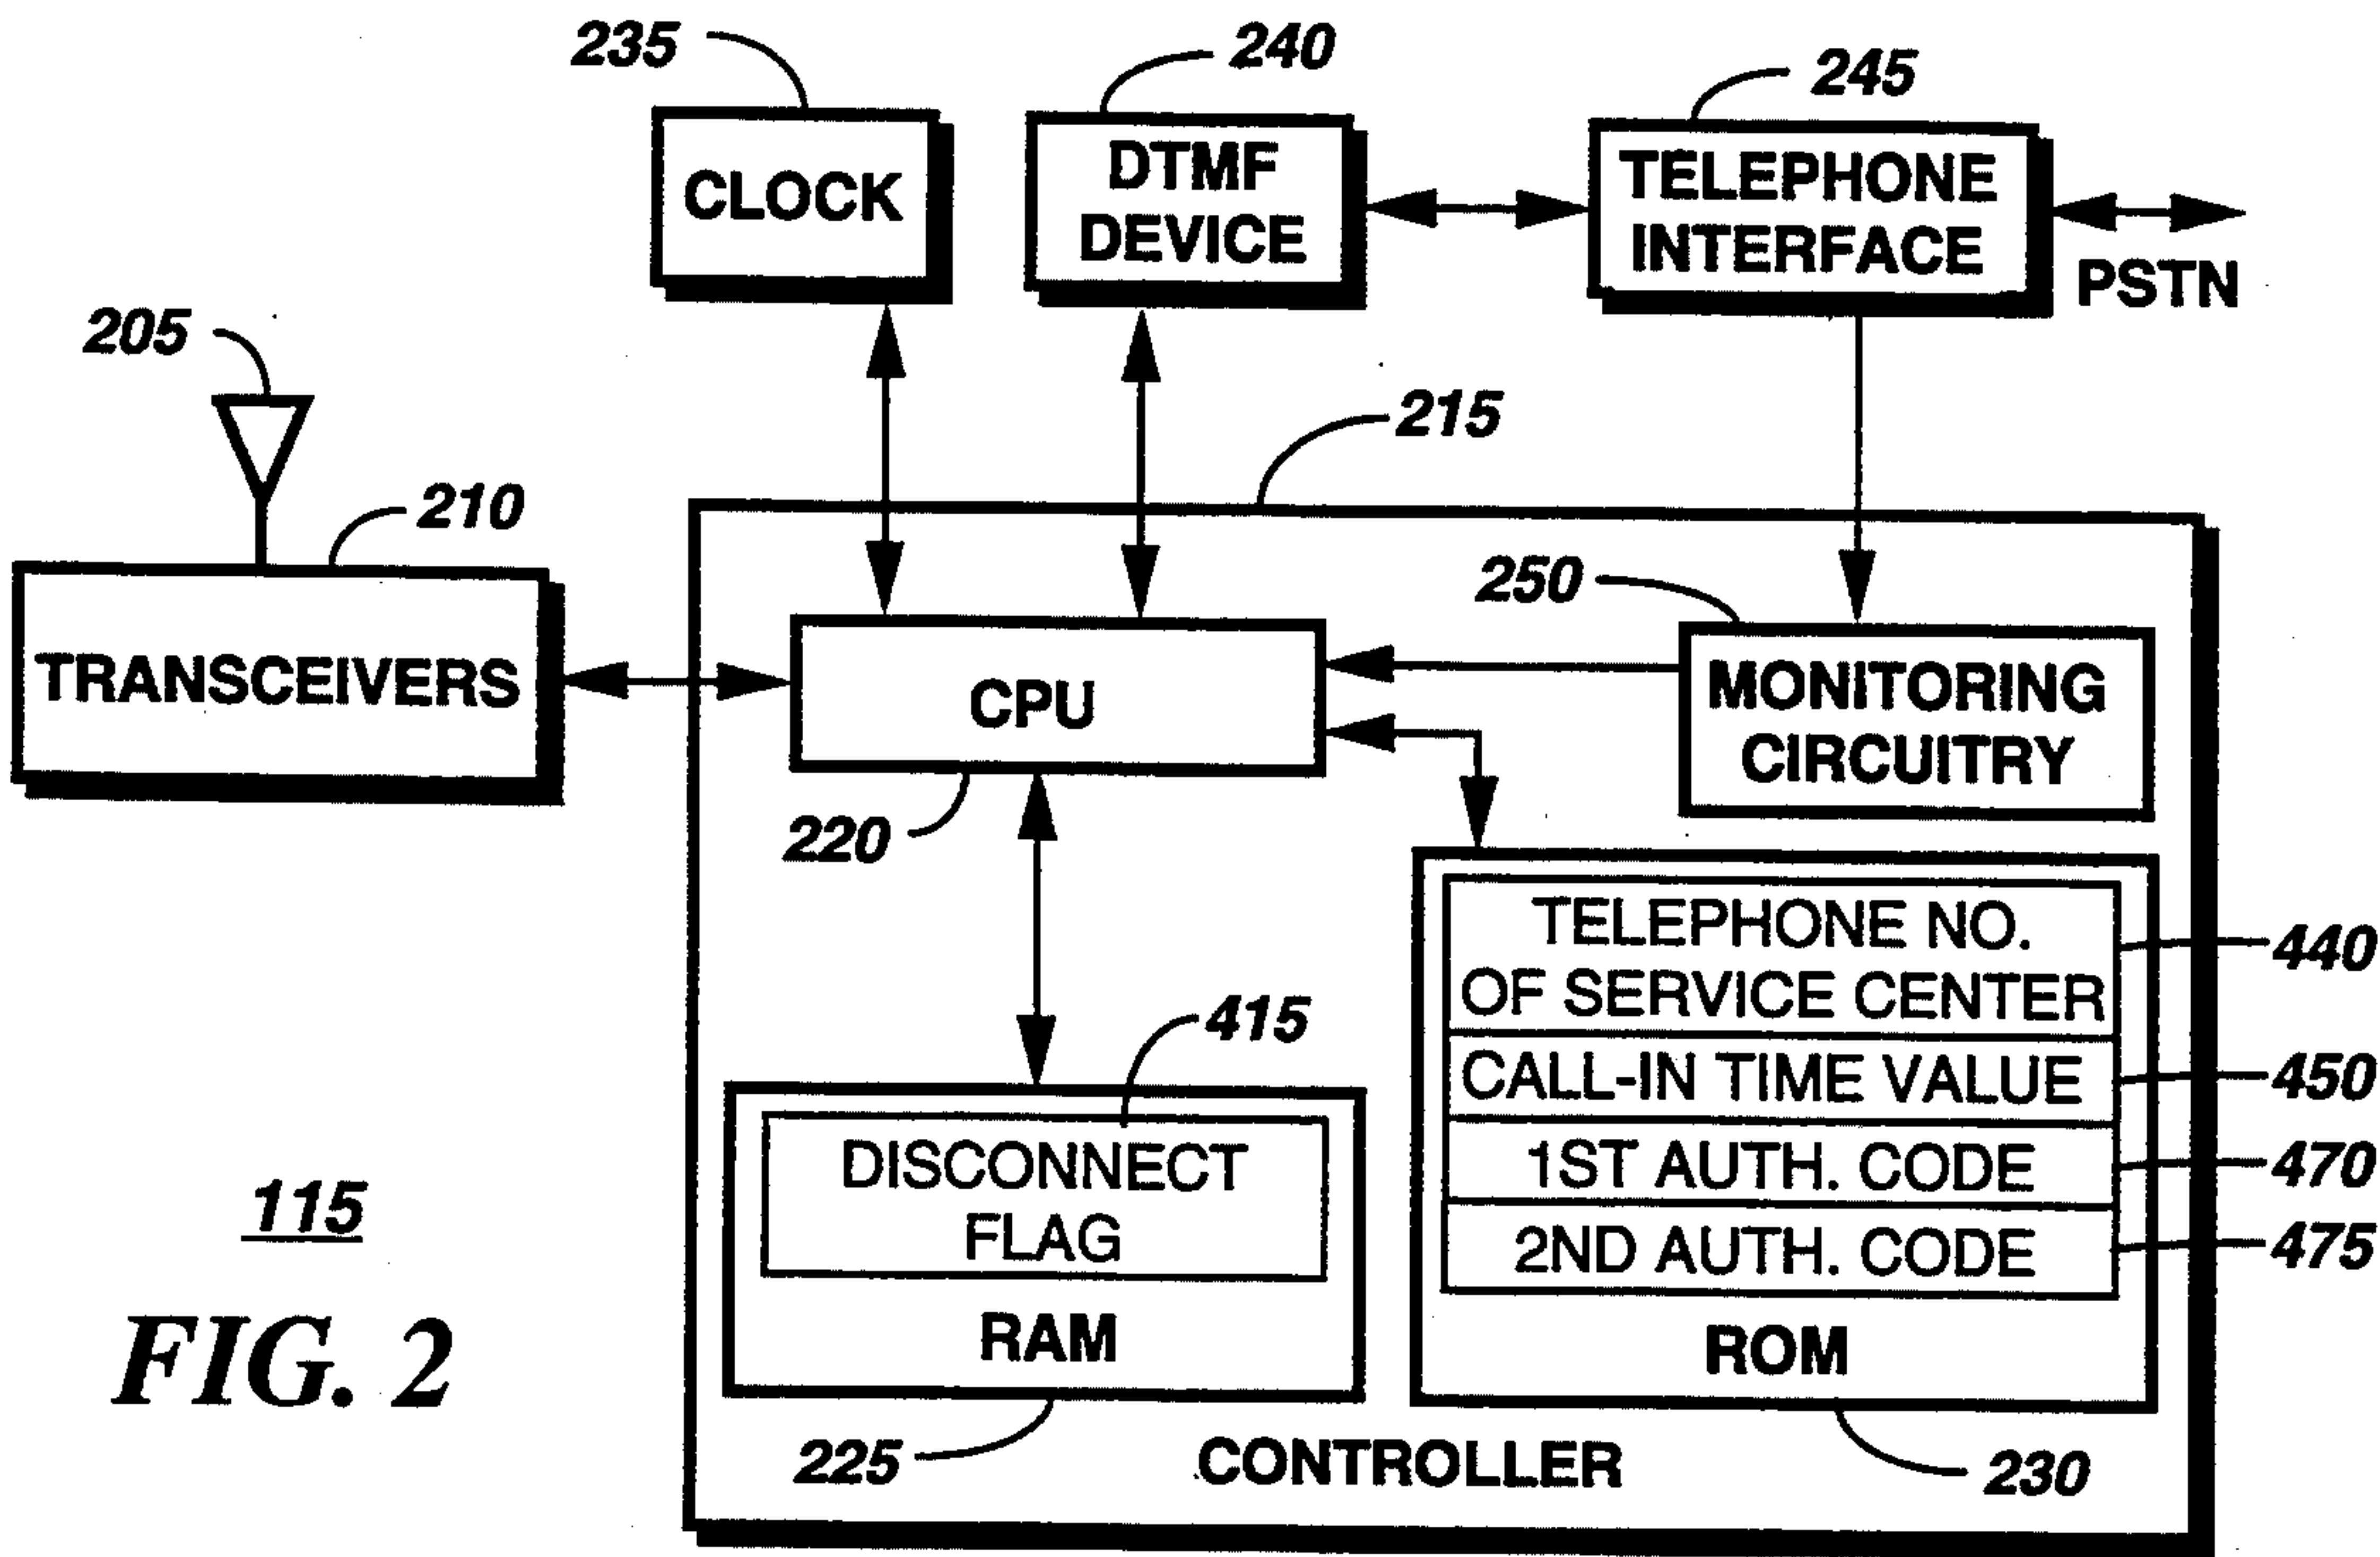 235
240
245
CLOCK
DTMF
DEVICE
TELEPHONE
INTERFACE
PSTN
205
215
210
250
TRANSCEIVERS
CPU
MONITORING
CIRCUITRY
220
TELEPHONE NO.
OF SERVICE CENTER
440
415
CALL-IN TIME VALUE
450
DISCONNECT
FLAG
1ST AUTH. CODE
470
2ND AUTH. CODE
475
RAM
ROM
115
FIG. 2
225
CONTROLLER
230